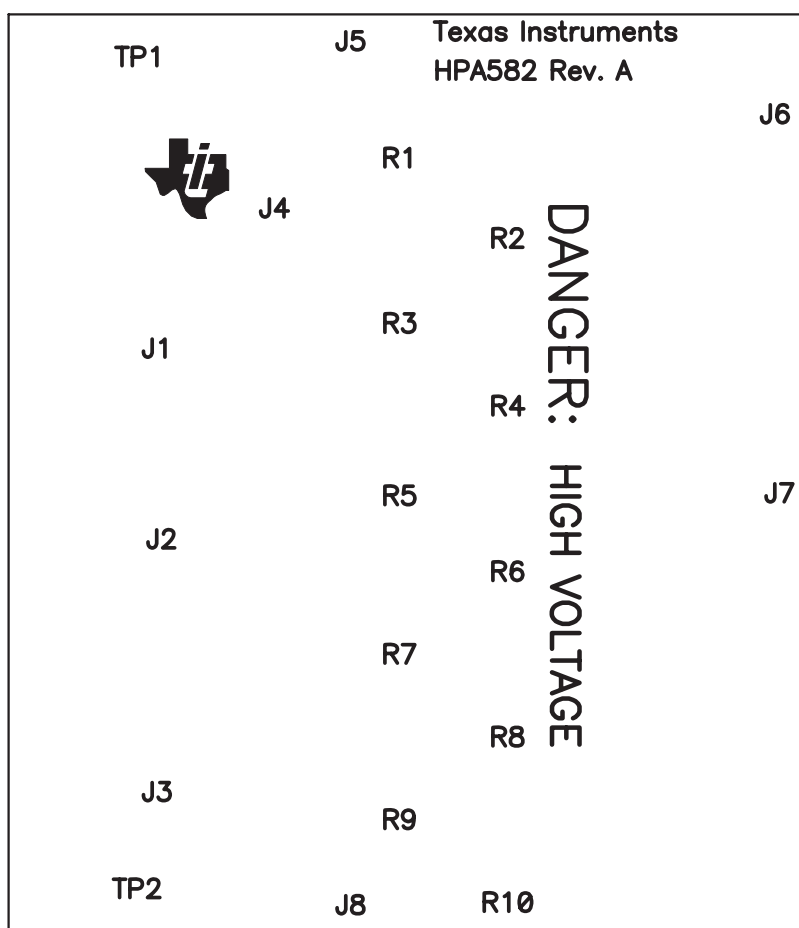 Texas Instruments
HPA582 Rev. A
TP1
J5
J6
R1
J4
R2
DANGER: HIGH VOLTAGE
R3
J1
R4
R5
J7
J2
R6
R7
R8
J3
R9
TP2
J8
R10